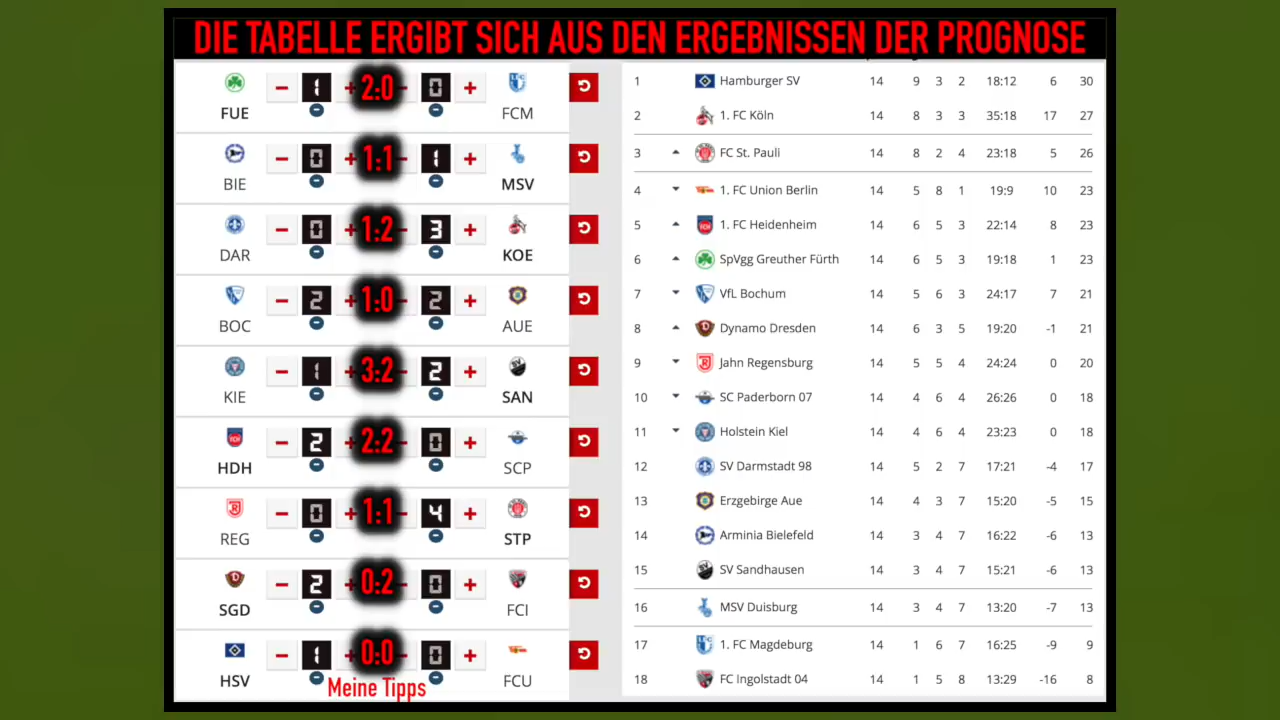 DIE TABELLE ERGIBT SICH AUS DEN ERGEBNISSEN DER PROGNOSE
FUE − 1 + 2:0 − 0 + FCM
BIE − 0 + 1:1 − 1 + MSV
DAR − 0 + 1:2 − 3 + KOE
BOC − 2 + 1:0 − 2 + AUE
KIE − 1 + 3:2 − 2 + SAN
HDH − 2 + 2:2 − 0 + SCP
REG − 0 + 1:1 − 4 + STP
SGD − 2 + 0:2 − 0 + FCI
HSV − 1 + 0:0 − 0 + FCU
Meine Tipps
1 Hamburger SV 14 9 3 2 18:12 6 30
2 1. FC Köln 14 8 3 3 35:18 17 27
3 FC St. Pauli 14 8 2 4 23:18 5 26
4 1. FC Union Berlin 14 5 8 1 19:9 10 23
5 1. FC Heidenheim 14 6 5 3 22:14 8 23
6 SpVgg Greuther Fürth 14 6 5 3 19:18 1 23
7 VfL Bochum 14 5 6 3 24:17 7 21
8 Dynamo Dresden 14 6 3 5 19:20 -1 21
9 Jahn Regensburg 14 5 5 4 24:24 0 20
10 SC Paderborn 07 14 4 6 4 26:26 0 18
11 Holstein Kiel 14 4 6 4 23:23 0 18
12 SV Darmstadt 98 14 5 2 7 17:21 -4 17
13 Erzgebirge Aue 14 4 3 7 15:20 -5 15
14 Arminia Bielefeld 14 3 4 7 16:22 -6 13
15 SV Sandhausen 14 3 4 7 15:21 -6 13
16 MSV Duisburg 14 3 4 7 13:20 -7 13
17 1. FC Magdeburg 14 1 6 7 16:25 -9 9
18 FC Ingolstadt 04 14 1 5 8 13:29 -16 8